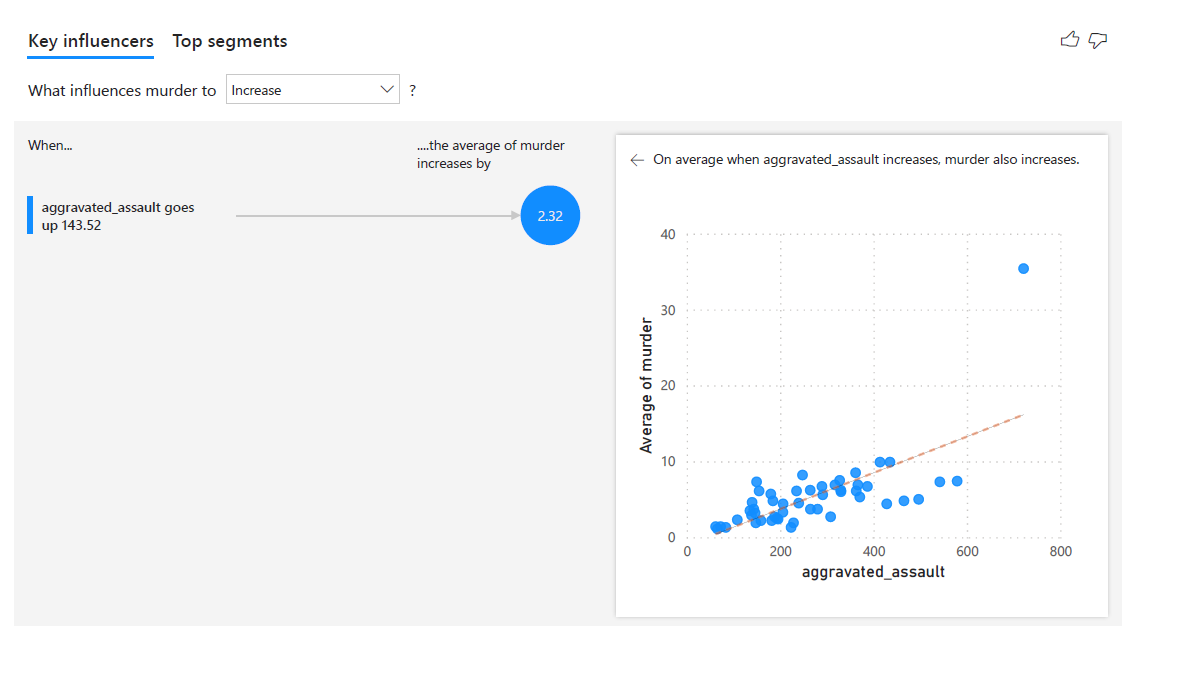 Key influencers Top segments
What influences murder to Increase ?
When...
....the average of murder
increases by
aggravated_assault goes
up 143.52
2.32
On average when aggravated_assault increases, murder also increases.
40
30
20
10
0
Average of murder
0 200 400 600 800
aggravated_assault